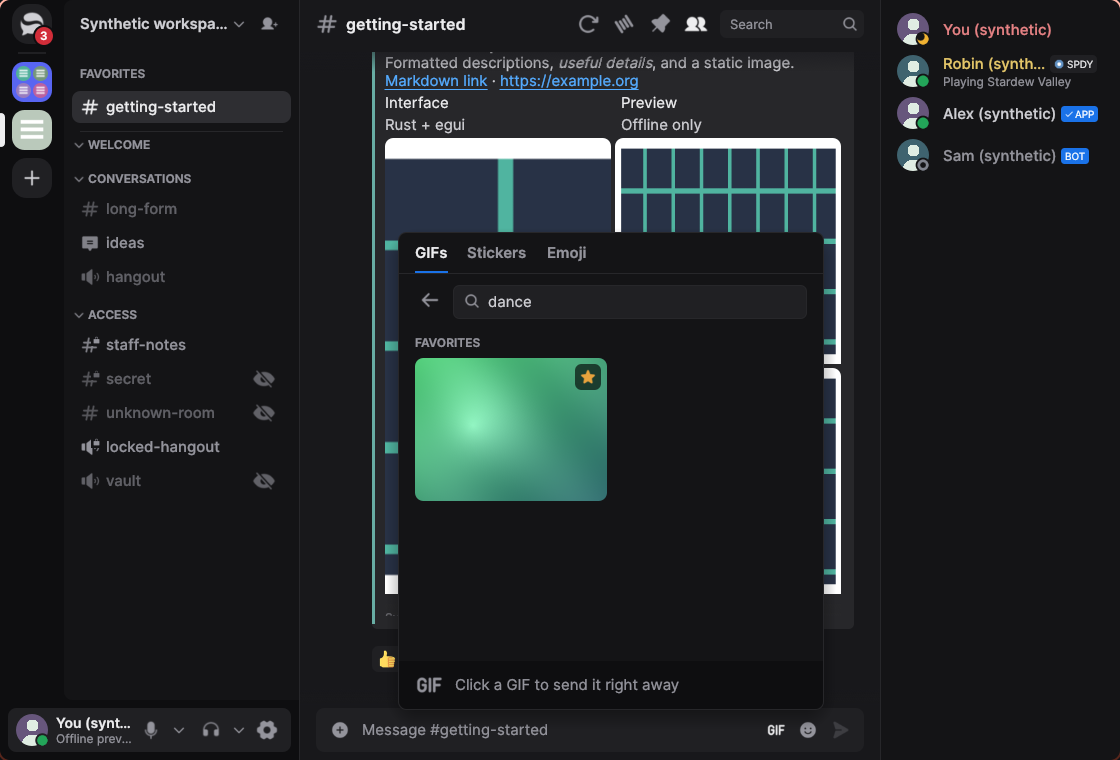 3
Synthetic workspa...
FAVORITES
getting-started
WELCOME
CONVERSATIONS
long-form
ideas
hangout
ACCESS
staff-notes
secret
unknown-room
locked-hangout
vault
You (synt...
Offline prev...
getting-started
Search
Formatted descriptions, useful details, and a static image.
Markdown link · https://example.org
Interface
Preview
Rust + egui
Offline only
GIFs
Stickers
Emoji
dance
FAVORITES
GIF
Click a GIF to send it right away
Message #getting-started
GIF
You (synthetic)
Robin (synth...
SPDY
Playing Stardew Valley
Alex (synthetic)
APP
Sam (synthetic)
BOT